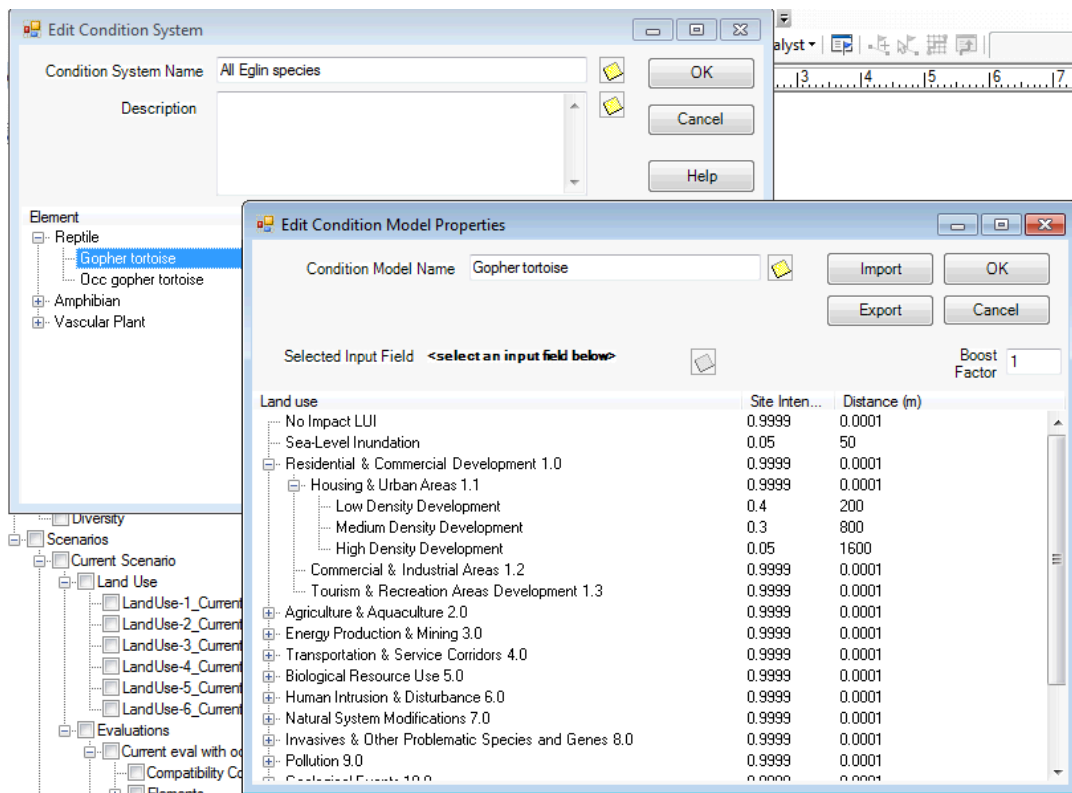 Edit Condition System
Condition System Name All Eglin species
Description
OK
Cancel
Help
alyst
3 4 5 6 7
Element
Reptile
Gopher tortoise
Occ gopher tortoise
Amphibian
Vascular Plant
Edit Condition Model Properties
Condition Model Name Gopher tortoise
Import OK
Export Cancel
Selected Input Field <select an input field below>
Boost Factor 1
Land use Site Inten... Distance (m)
No Impact LUI 0.9999 0.0001
Sea-Level Inundation 0.05 50
Residential & Commercial Development 1.0 0.9999 0.0001
Housing & Urban Areas 1.1 0.9999 0.0001
Low Density Development 0.4 200
Medium Density Development 0.3 800
High Density Development 0.05 1600
Commercial & Industrial Areas 1.2 0.9999 0.0001
Tourism & Recreation Areas Development 1.3 0.9999 0.0001
Agriculture & Aquaculture 2.0 0.9999 0.0001
Energy Production & Mining 3.0 0.9999 0.0001
Transportation & Service Corridors 4.0 0.9999 0.0001
Biological Resource Use 5.0 0.9999 0.0001
Human Intrusion & Disturbance 6.0 0.9999 0.0001
Natural System Modifications 7.0 0.9999 0.0001
Invasives & Other Problematic Species and Genes 8.0 0.9999 0.0001
Pollution 9.0 0.9999 0.0001
Diversity
Scenarios
Current Scenario
Land Use
LandUse-1_Current
LandUse-2_Current
LandUse-3_Current
LandUse-4_Current
LandUse-5_Current
LandUse-6_Current
Evaluations
Current eval with oc
Compatibility Co